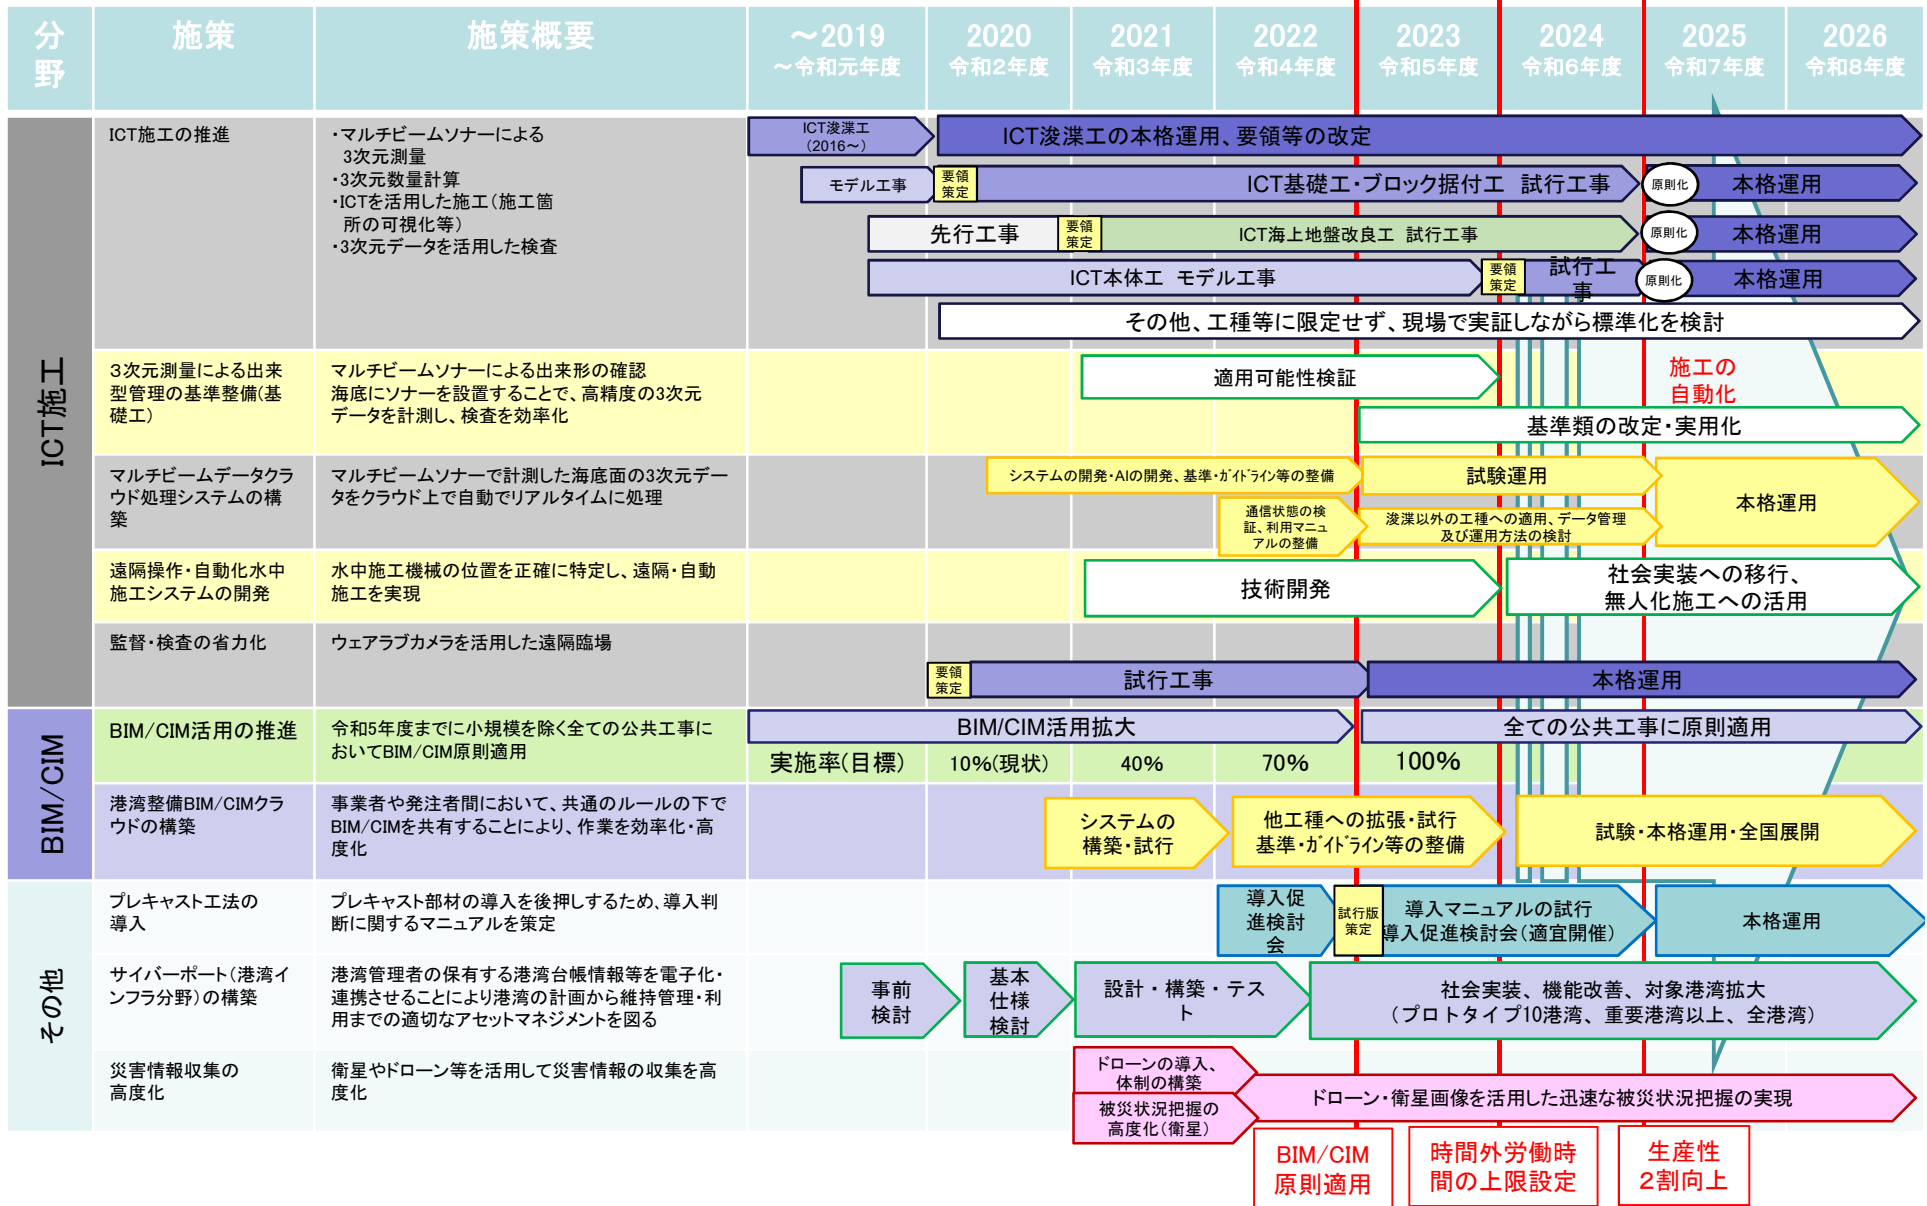 分
野
施策
施策概要
～2019
～令和元年度
2020
令和2年度
2021
令和3年度
2022
令和4年度
2023
令和5年度
2024
令和6年度
2025
令和7年度
2026
令和8年度
ICT施工
ICT施工の推進
・マルチビームソナーによる
3次元測量
・3次元数量計算
・ICTを活用した施工（施工箇
所の可視化等）
・3次元データを活用した検査
ICT浚渫工
（2016～）
ICT浚渫工の本格運用、要領等の改定
モデル工事
要領
策定
ICT基礎工・ブロック据付工　試行工事
原則化
本格運用
先行工事
要領
策定
ICT海上地盤改良工　試行工事
原則化
本格運用
ICT本体工　モデル工事
要領
策定
試行工
事
原則化
本格運用
その他、工種等に限定せず、現場で実証しながら標準化を検討
3次元測量による出来
型管理の基準整備(基
礎工）
マルチビームソナーによる出来形の確認
海底にソナーを設置することで、高精度の3次元
データを計測し、検査を効率化
適用可能性検証
施工の
自動化
基準類の改定・実用化
マルチビームデータクラ
ウド処理システムの構
築
マルチビームソナーで計測した海底面の3次元デー
タをクラウド上で自動でリアルタイムに処理
システムの開発・AIの開発、基準・ｶﾞｲﾄﾞﾗｲﾝ等の整備
試験運用
本格運用
通信状態の検
証、利用マニュ
アルの整備
浚渫以外の工種への適用、データ管理
及び運用方法の検討
遠隔操作・自動化水中
施工システムの開発
水中施工機械の位置を正確に特定し、遠隔・自動
施工を実現
技術開発
社会実装への移行、
無人化施工への活用
監督・検査の省力化
ウェアラブカメラを活用した遠隔臨場
要領
策定
試行工事
本格運用
BIM/CIM
BIM/CIM活用の推進
令和5年度までに小規模を除く全ての公共工事に
おいてBIM/CIM原則適用
BIM/CIM活用拡大
全ての公共工事に原則適用
実施率(目標)
10%(現状)
40%
70%
100%
港湾整備BIM/CIMクラ
ウドの構築
事業者や発注者間において、共通のルールの下で
BIM/CIMを共有することにより、作業を効率化・高
度化
システムの
構築・試行
他工種への拡張・試行
基準・ｶﾞｲﾄﾞﾗｲﾝ等の整備
試験・本格運用・全国展開
その他
プレキャスト工法の
導入
プレキャスト部材の導入を後押しするため、導入判
断に関するマニュアルを策定
導入促
進検討
会
試行版
策定
導入マニュアルの試行
導入促進検討会（適宜開催）
本格運用
サイバーポート（港湾イ
ンフラ分野）の構築
港湾管理者の保有する港湾台帳情報等を電子化・
連携させることにより港湾の計画から維持管理・利
用までの適切なアセットマネジメントを図る
事前
検討
基本
仕様
検討
設計・構築・テス
ト
社会実装、機能改善、対象港湾拡大
（プロトタイプ10港湾、重要港湾以上、全港湾）
災害情報収集の
高度化
衛星やドローン等を活用して災害情報の収集を高
度化
ドローンの導入、
体制の構築
被災状況把握の
高度化（衛星）
ドローン・衛星画像を活用した迅速な被災状況把握の実現
BIM/CIM
原則適用
時間外労働時
間の上限設定
生産性
2割向上